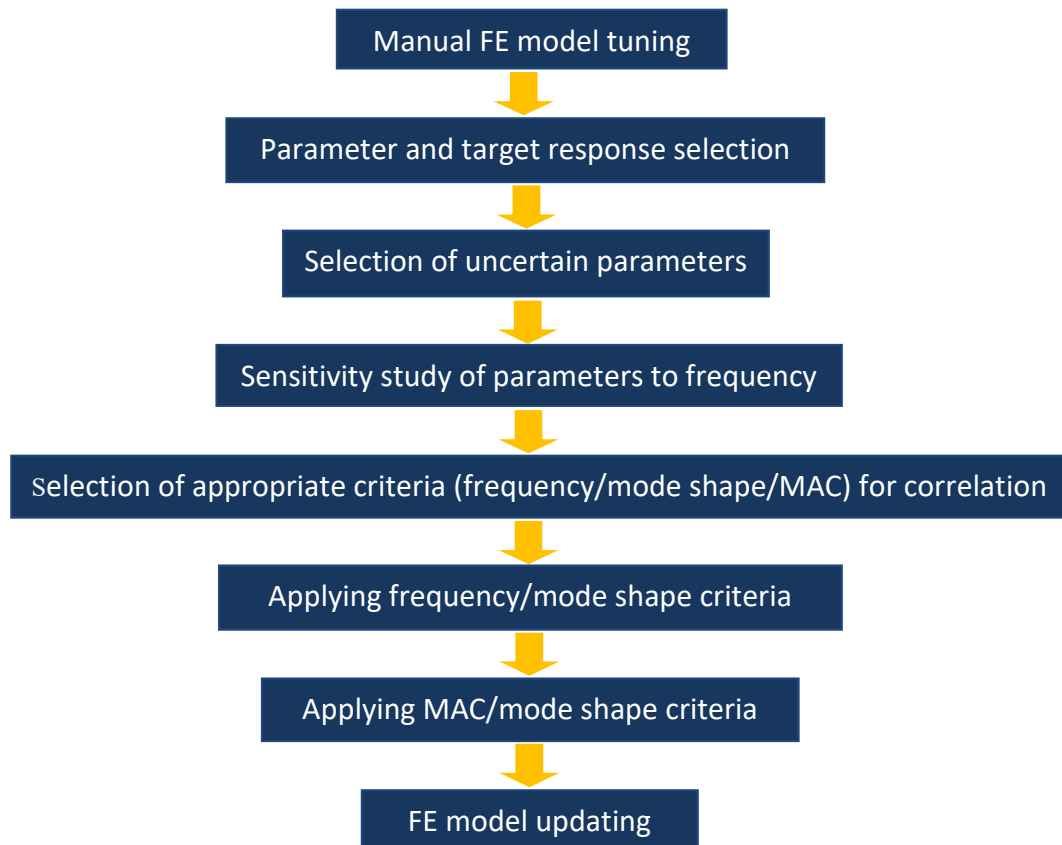 Manual FE model tuning
Parameter and target response selection
Selection of uncertain parameters
Sensitivity study of parameters to frequency
Selection of appropriate criteria (frequency/mode shape/MAC) for correlation
Applying frequency/mode shape criteria
Applying MAC/mode shape criteria
FE model updating